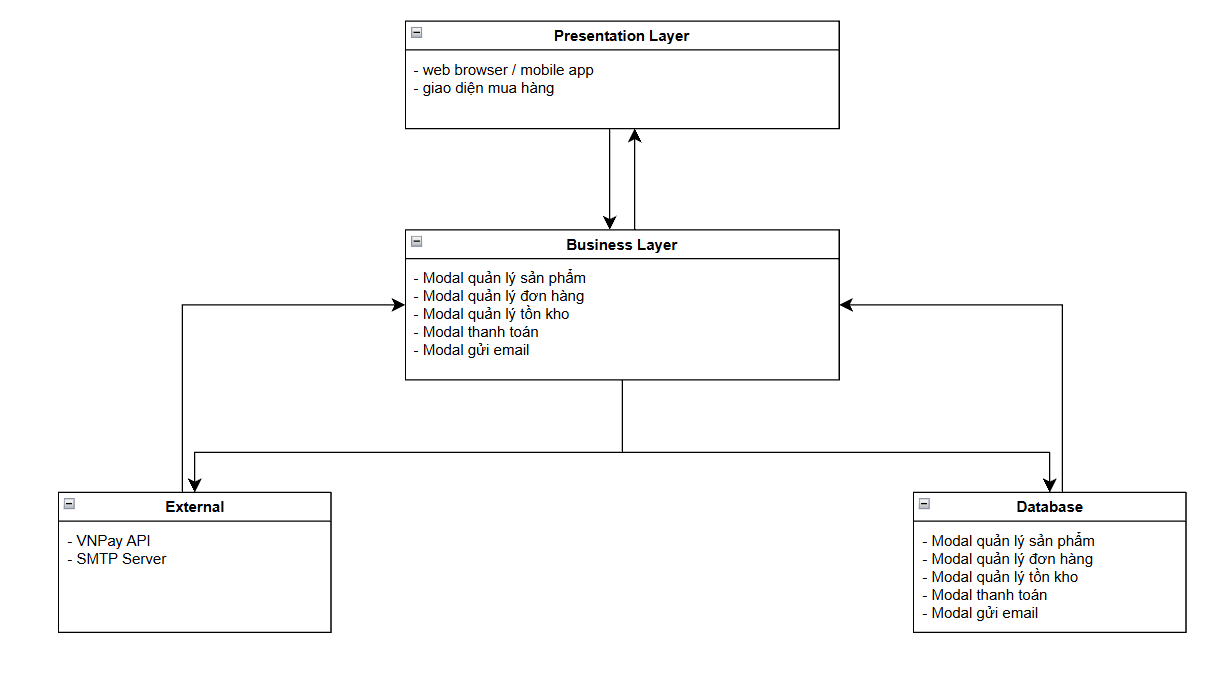 Presentation Layer
- web browser / mobile app
- giao diện mua hàng
Business Layer
- Modal quản lý sản phẩm
- Modal quản lý đơn hàng
- Modal quản lý tồn kho
- Modal thanh toán
- Modal gửi email
External
- VNPay API
- SMTP Server
Database
- Modal quản lý sản phẩm
- Modal quản lý đơn hàng
- Modal quản lý tồn kho
- Modal thanh toán
- Modal gửi email